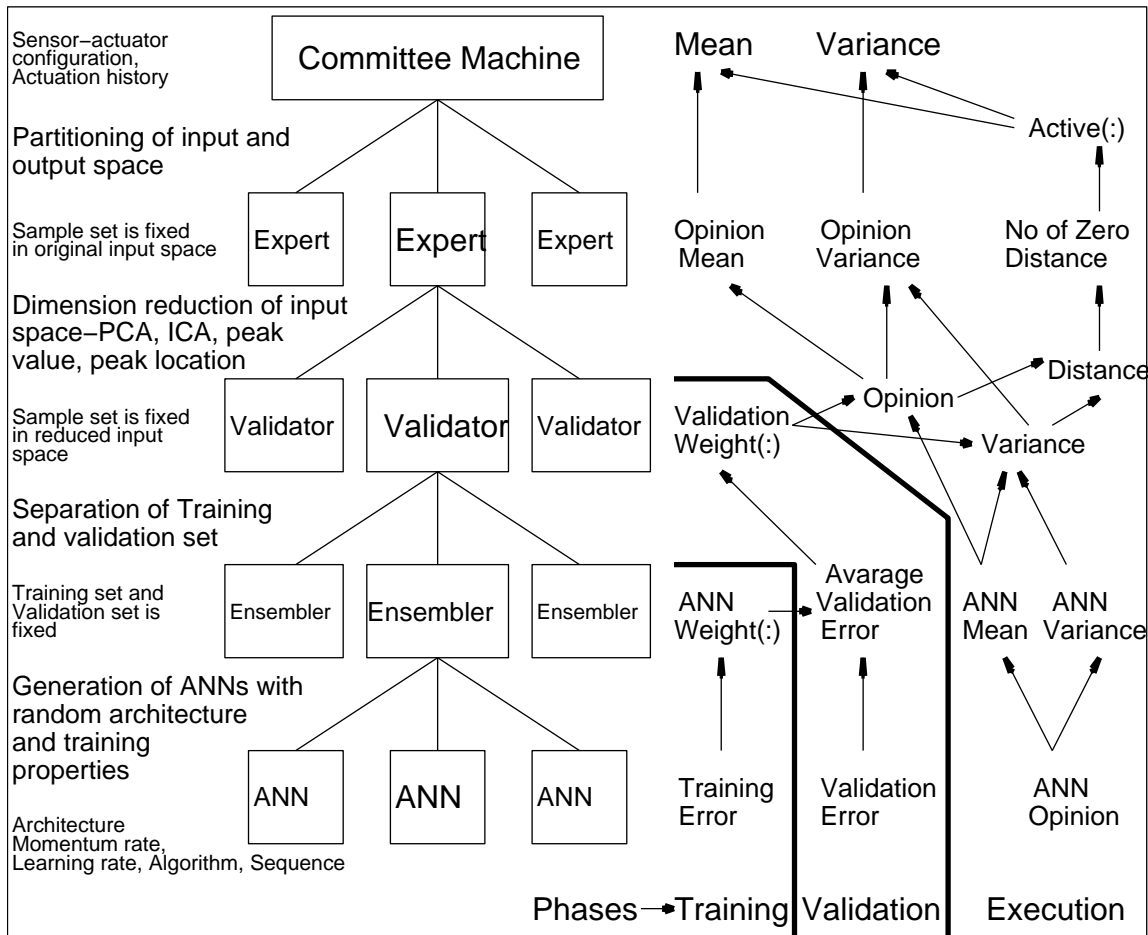 Sensor–actuator
configuration,
Actuation history
Committee Machine
Mean
Variance
Active(:)
Partitioning of input and
output space
Sample set is fixed
in original input space
Expert
Expert
Expert
Opinion
Mean
Opinion
Variance
No of Zero
Distance
Dimension reduction of input
space–PCA, ICA, peak
value, peak location
Distance
Sample set is fixed
in reduced input
space
Validator
Validator
Validator
Validation
Weight(:)
Opinion
Variance
Separation of Training
and validation set
Training set and
Validation set is
fixed
Ensembler
Ensembler
Ensembler
ANN
Weight(:)
Avarage
Validation
Error
ANN
Mean
ANN
Variance
Generation of ANNs with
random architecture
and training
properties
ANN
ANN
ANN
Training
Error
Validation
Error
ANN
Opinion
Architecture
Momentum rate,
Learning rate, Algorithm, Sequence
Phases
Training
Validation
Execution